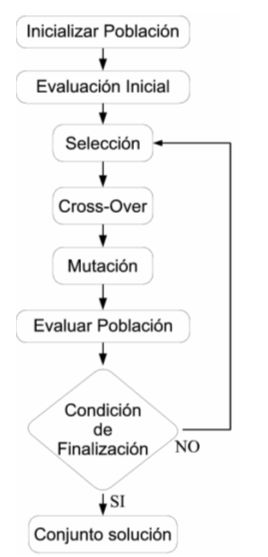 Inicializar Población
Evaluación Inicial
Selección
Cross-Over
Mutación
Evaluar Población
Condición
de
Finalización
NO
SI
Conjunto solución